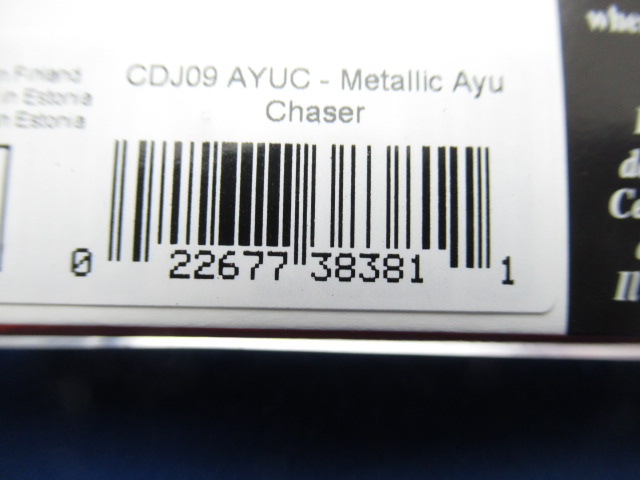 Finland
in Estonia
in Estonia
CDJ09 AYUC - Metallic Ayu
Chaser
0 22677 38381 1